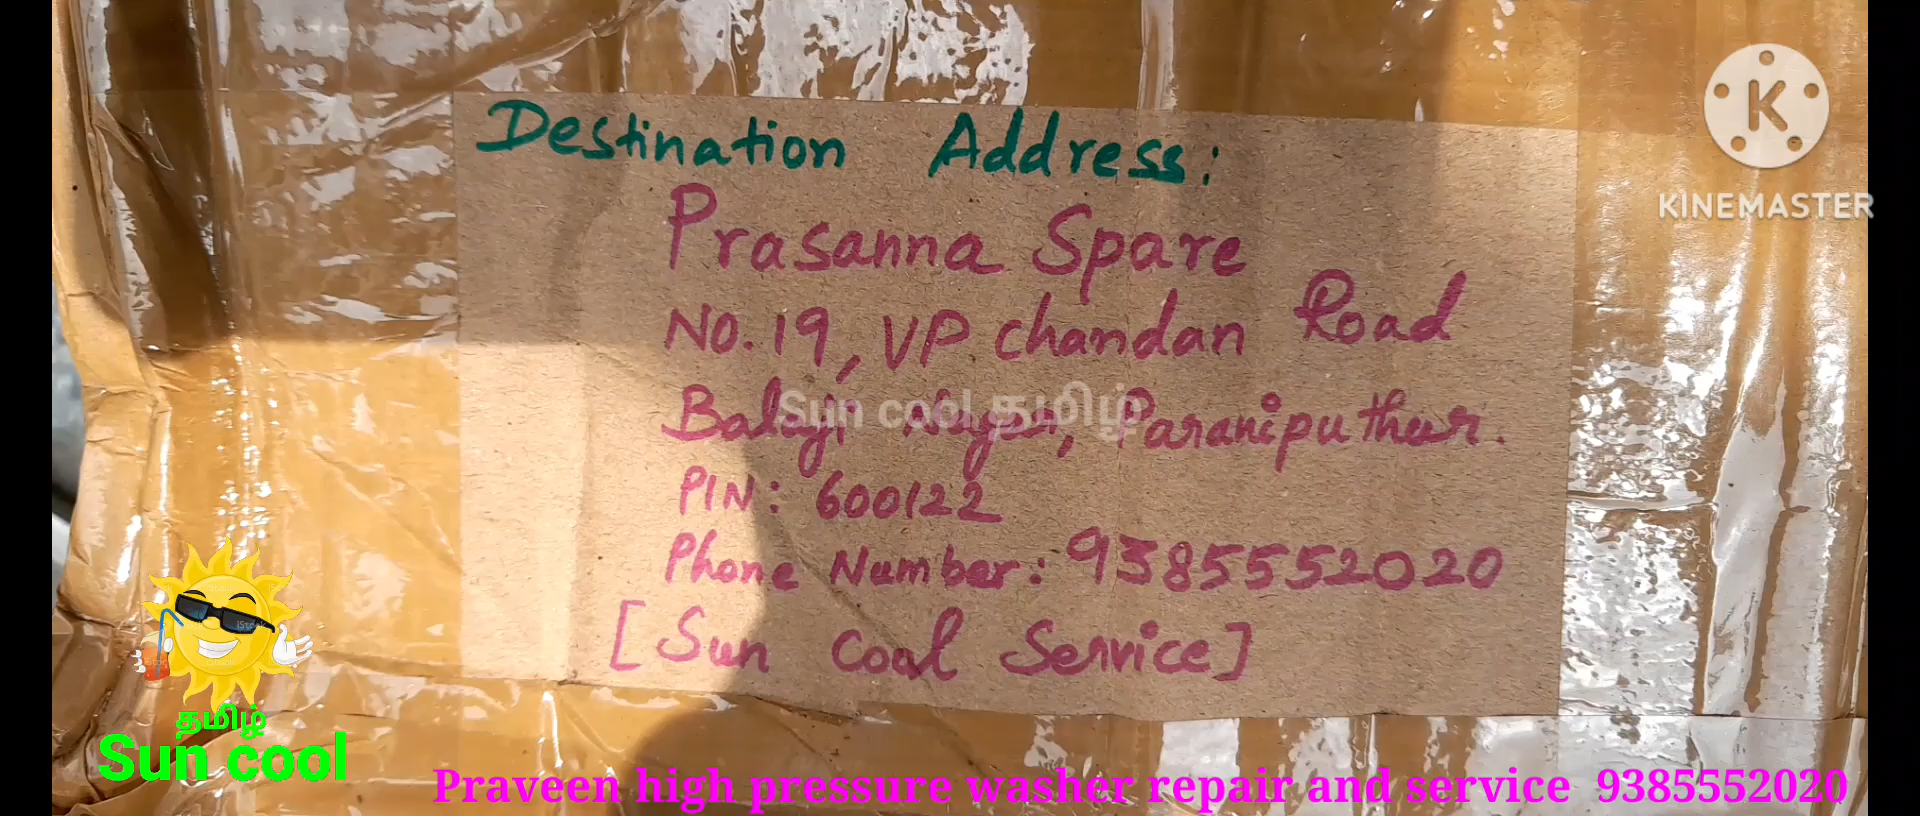 Destination Address:
Prasanna Spare
NO.19, VP chandan Road
Balaji Nagar, Paraniputhur.
PIN: 600122
Phone Number: 9385552020
[Sun Cool Service]
K
KINEMASTER
Sun cool தமிழ்
தமிழ்
Sun cool
Praveen high pressure washer repair and service 9385552020